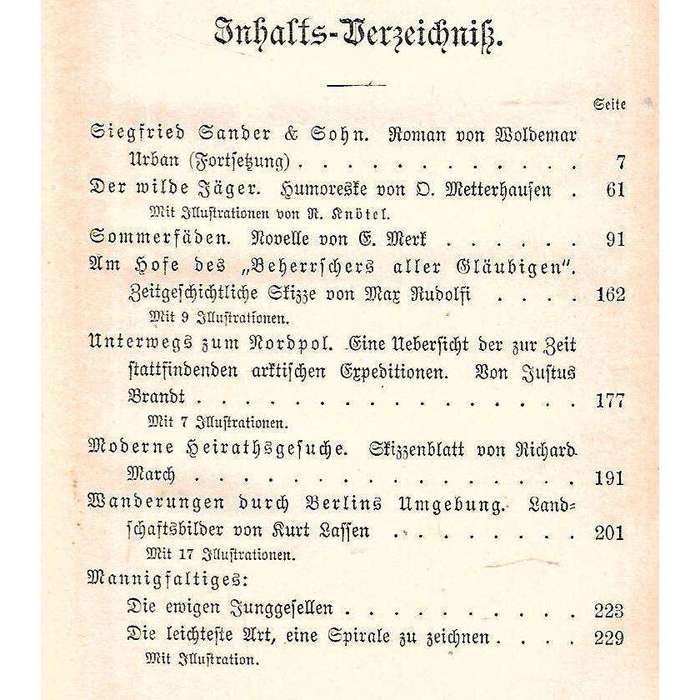 Inhalts-Verzeichniß.
Seite
Siegfried Sander & Sohn. Roman von Woldemar
Urban (Fortsetzung) . . . . . . . . . . . . 7
Der wilde Jäger. Humoreske von O. Metterhausen . 61
Mit Illustrationen von R. Knötel.
Sommerfäden. Novelle von E. Merk . . . . . . 91
Am Hofe des „Beherrschers aller Gläubigen".
Zeitgeschichtliche Skizze von Max Rudolfi . . . . 162
Mit 9 Illustrationen.
Unterwegs zum Nordpol. Eine Uebersicht der zur Zeit
stattfindenden arktischen Expeditionen. Von Justus
Brandt . . . . . . . . . . . . . . . . 177
Mit 7 Illustrationen.
Moderne Heirathsgesuche. Skizzenblatt von Richard
March . . . . . . . . . . . . . . . . 191
Wanderungen durch Berlins Umgebung. Land-
schaftsbilder von Kurt Lassen . . . . . . . . 201
Mit 17 Illustrationen.
Mannigfaltiges:
Die ewigen Junggesellen . . . . . . . . . . 223
Die leichteste Art, eine Spirale zu zeichnen . . . . 229
Mit Illustration.